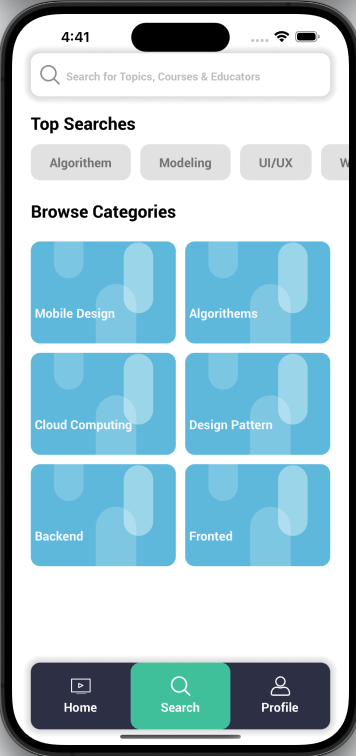 4:41
Search for Topics, Courses & Educators
Top Searches
Algorithem Modeling UI/UX W
Browse Categories
Mobile Design Algorithems
Cloud Computing Design Pattern
Backend Fronted
Home Search Profile